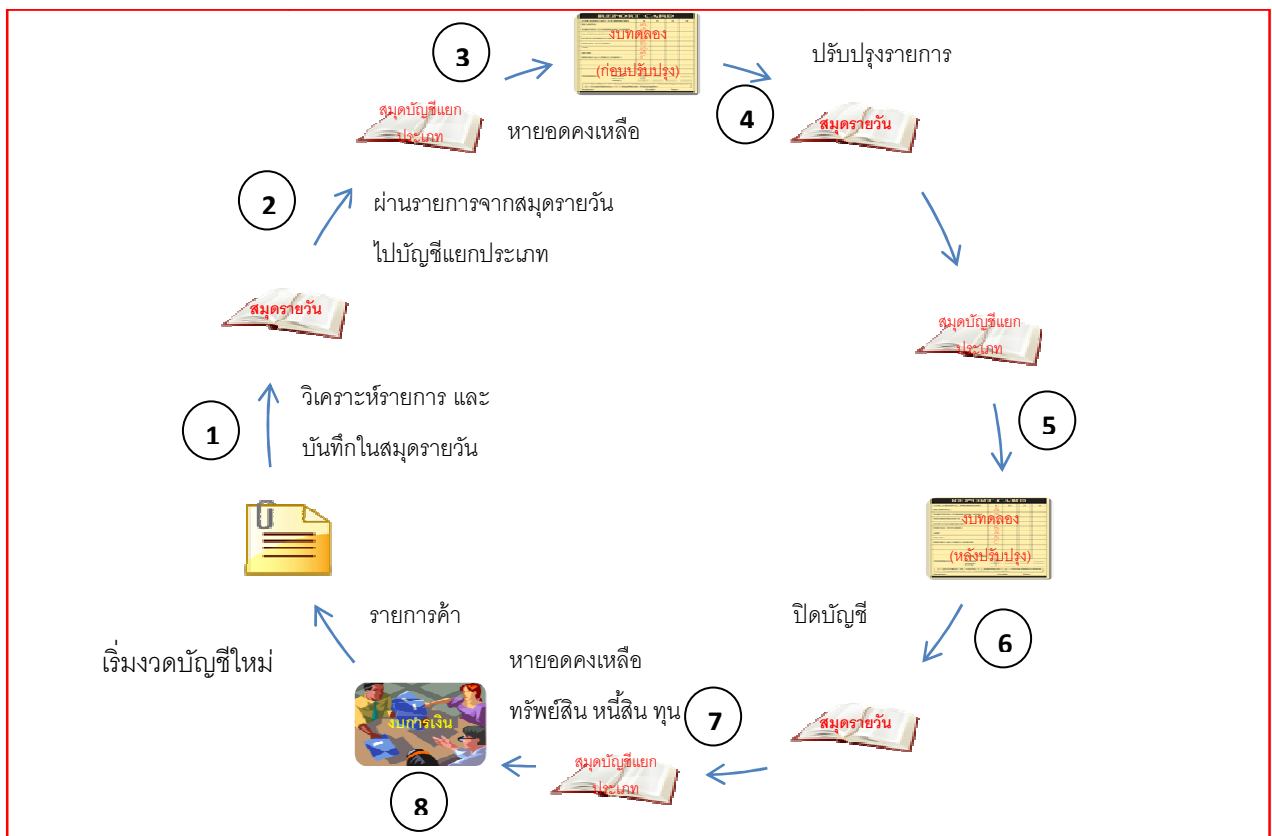 REPORT CARD
งบทดลอง
(ก่อนปรับปรุง)
3
ปรับปรุงรายการ
สมุดบัญชีแยก
ประเภท
หายอดคงเหลือ
4
สมุดรายวัน
2
ผ่านรายการจากสมุดรายวัน
ไปบัญชีแยกประเภท
สมุดรายวัน
สมุดบัญชีแยก
ประเภท
1
วิเคราะห์รายการ และ
บันทึกในสมุดรายวัน
5
REPORT CARD
งบทดลอง
(หลังปรับปรุง)
รายการค้า
ปิดบัญชี
6
เริ่มงวดบัญชีใหม่
หายอดคงเหลือ
ทรัพย์สิน หนี้สิน ทุน
7
งบการเงิน
สมุดรายวัน
สมุดบัญชีแยก
ประเภท
8